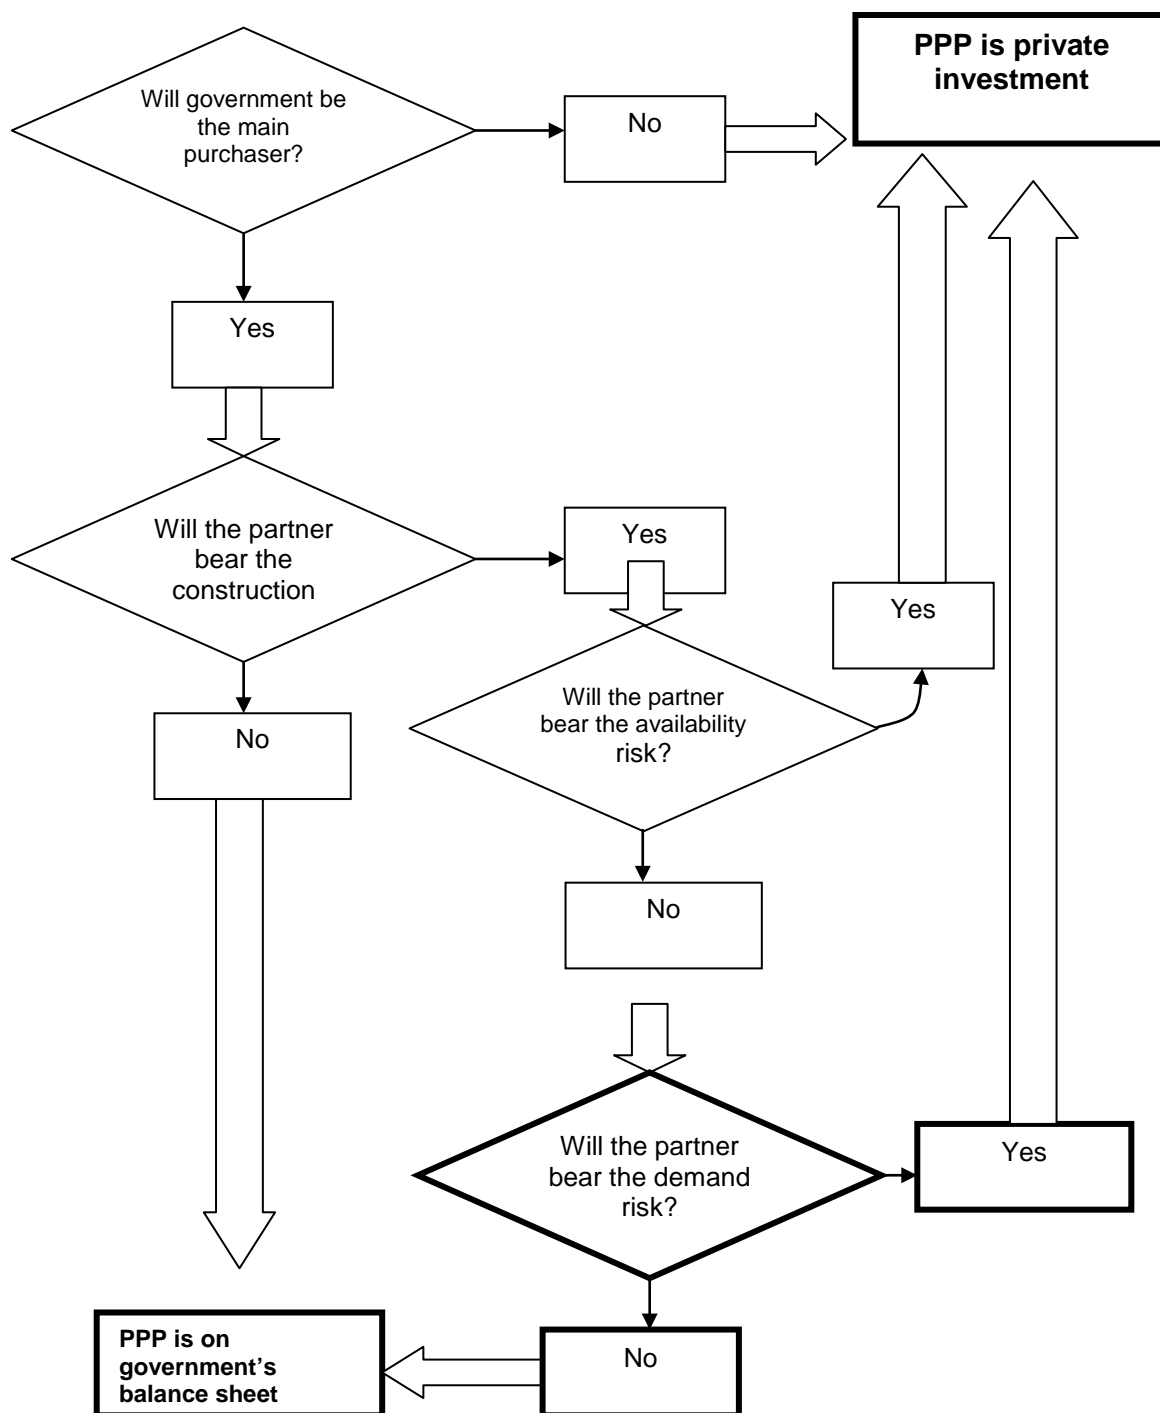 PPP is private
investment
Will government be
the main
purchaser?
No
Yes
Will the partner
bear the
construction
Yes
Yes
Will the partner
bear the availability
risk?
No
No
Will the partner
bear the demand
risk?
Yes
PPP is on
government’s
balance sheet
No